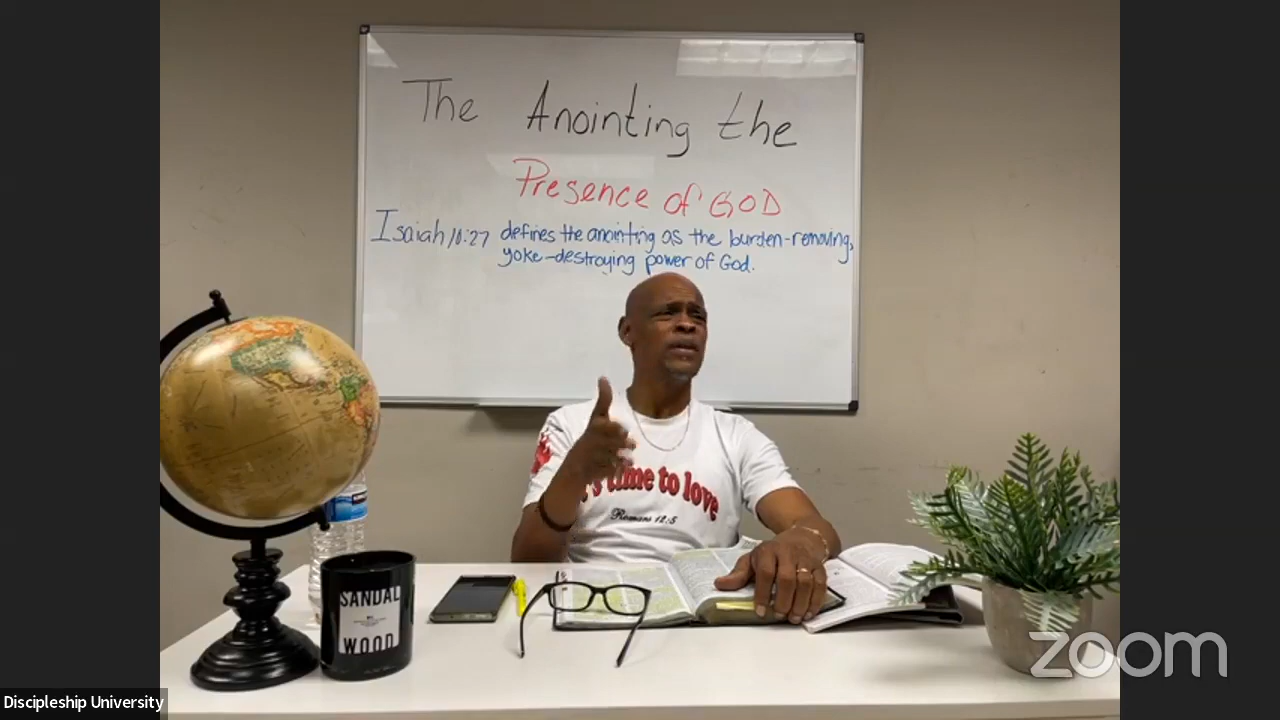 The Anointing the
Presence of GOD
Isaiah 10:27 defines the anointing as the burden-removing,
yoke-destroying power of God.
time to love
Romans 12:5
SANDAL
WOOD
zoom
Discipleship University